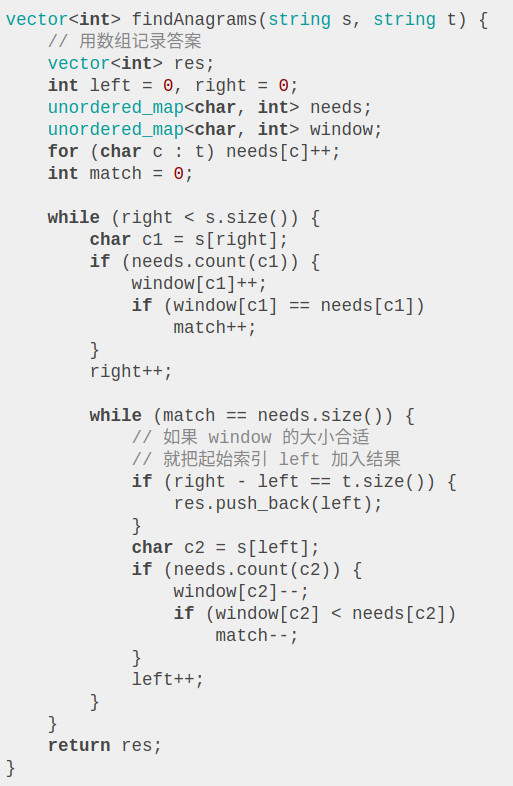 vector<int> findAnagrams(string s, string t) {
    // 用数组记录答案
    vector<int> res;
    int left = 0, right = 0;
    unordered_map<char, int> needs;
    unordered_map<char, int> window;
    for (char c : t) needs[c]++;
    int match = 0;

    while (right < s.size()) {
        char c1 = s[right];
        if (needs.count(c1)) {
            window[c1]++;
            if (window[c1] == needs[c1])
                match++;
        }
        right++;

        while (match == needs.size()) {
            // 如果 window 的大小合适
            // 就把起始索引 left 加入结果
            if (right - left == t.size()) {
                res.push_back(left);
            }
            char c2 = s[left];
            if (needs.count(c2)) {
                window[c2]--;
                if (window[c2] < needs[c2])
                    match--;
            }
            left++;
        }
    }
    return res;
}